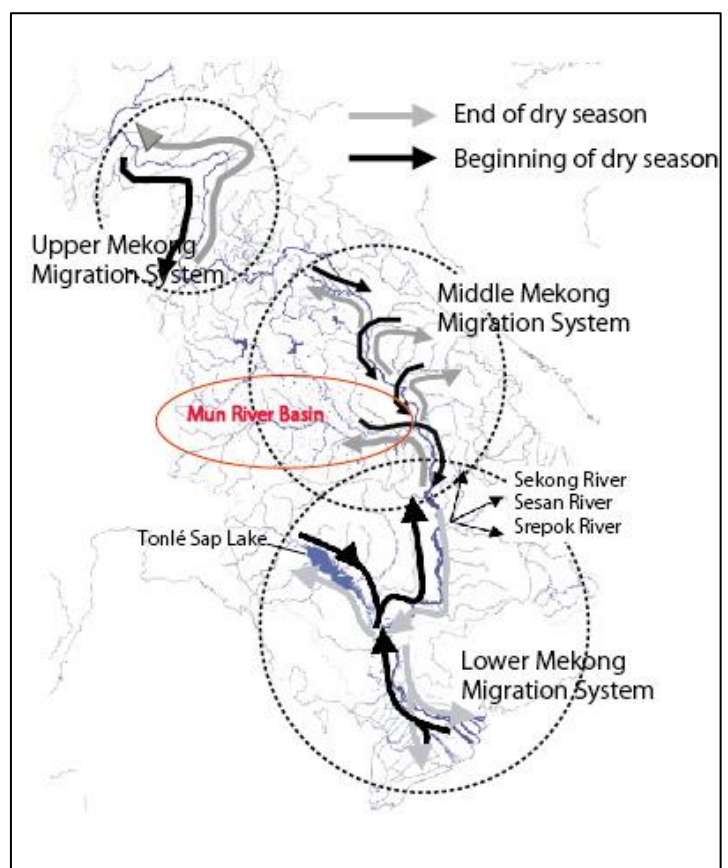 End of dry season
Beginning of dry season
Upper Mekong
Migration System
Middle Mekong
Migration System
Mun River Basin
Sekong River
Sesan River
Srepok River
Tonlé Sap Lake
Lower Mekong
Migration System